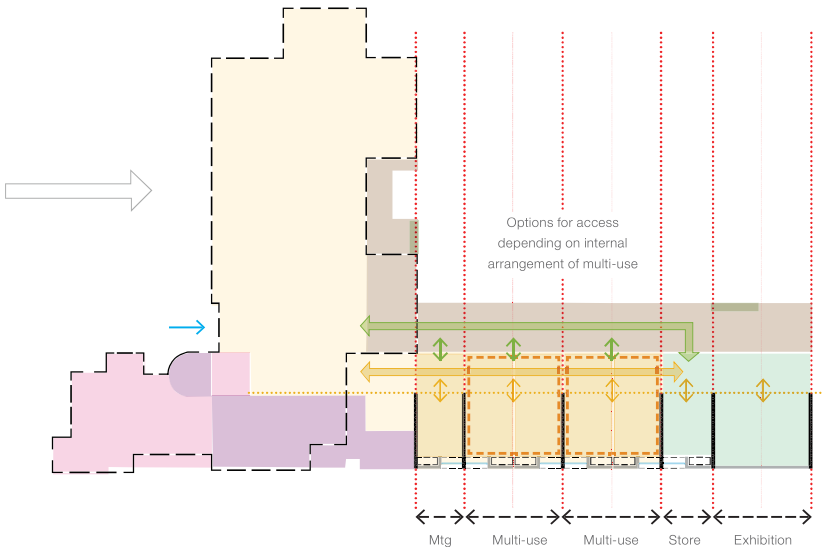 Options for access
depending on internal
arrangement of multi-use
Mtg
Multi-use
Multi-use
Store
Exhibition